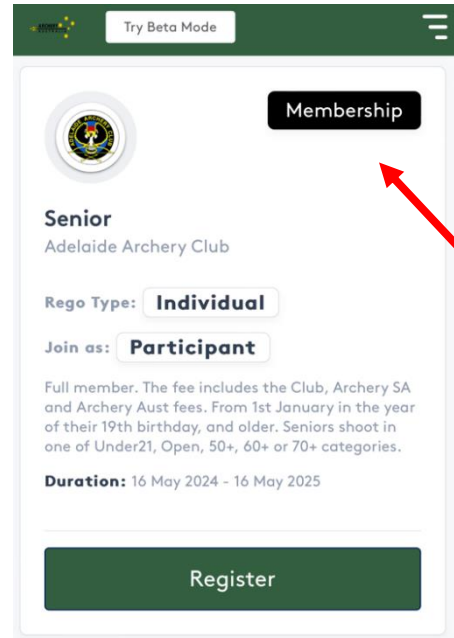 Try Beta Mode
Membership
ADELAIDE ARCHERY CLUB
Senior
Adelaide Archery Club
Rego Type: Individual
Join as: Participant
Full member. The fee includes the Club, Archery SA
and Archery Aust fees. From 1st January in the year
of their 19th birthday, and older. Seniors shoot in
one of Under21, Open, 50+, 60+ or 70+ categories.
Duration: 16 May 2024 - 16 May 2025
Register